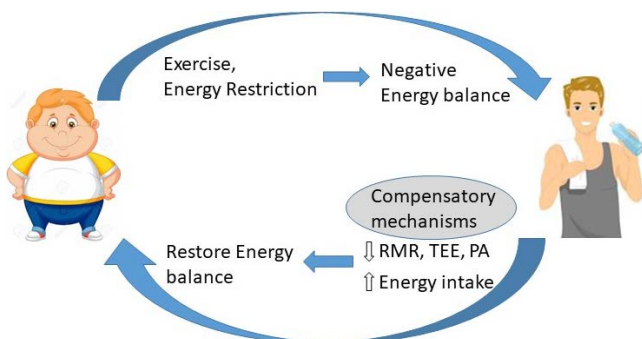 Exercise,
Energy Restriction
Negative
Energy balance
Compensatory
mechanisms
⇩ RMR, TEE, PA
⇧ Energy intake
Restore Energy
balance